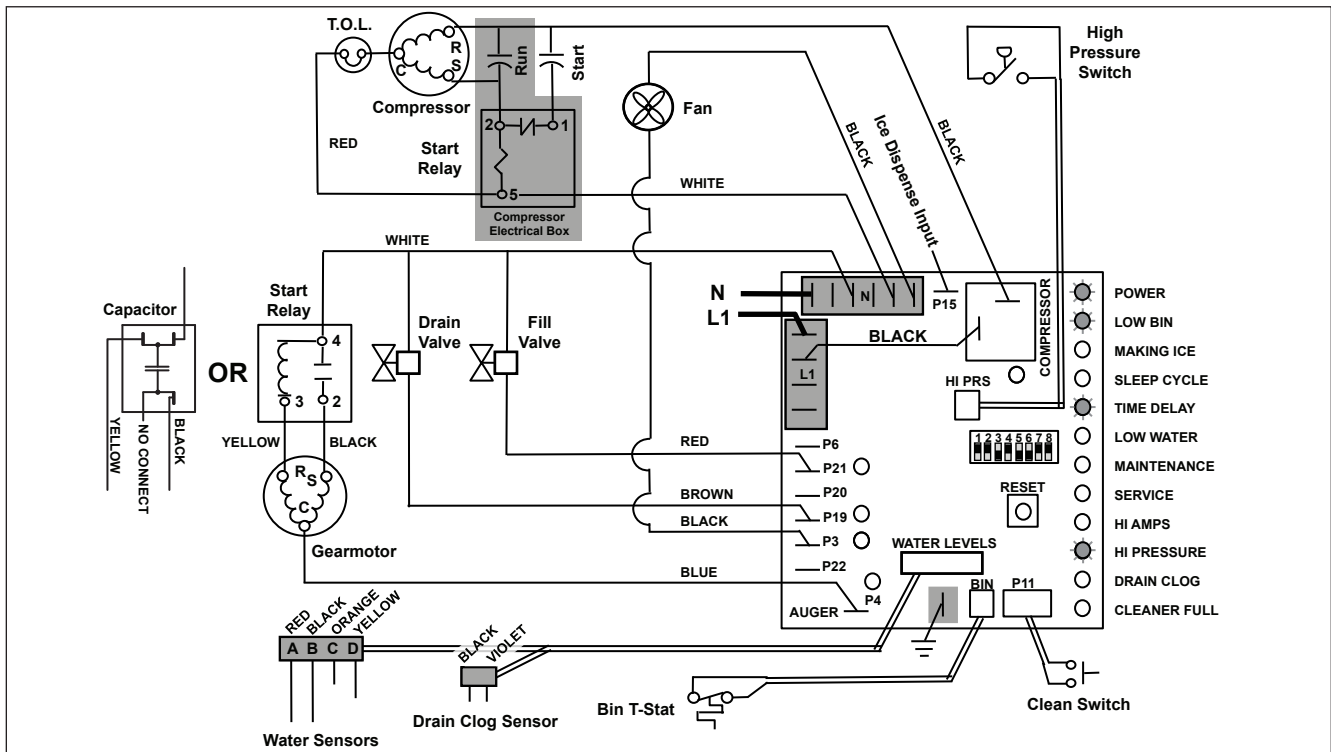 T.O.L.
R
S
C
Compressor
Run
Start
RED
2
1
Start
Relay
5
Compressor
Electrical Box
WHITE
Fan
BLACK
Ice Dispense Input
BLACK
High
Pressure
Switch
WHITE
Capacitor
YELLOW
NO CONNECT
BLACK
OR
Start
Relay
4
3
2
YELLOW
BLACK
R
S
C
Gearmotor
Drain
Valve
Fill
Valve
N
L1
N
P15
BLACK
L1
COMPRESSOR
HI PRS
1 2 3 4 5 6 7 8
RESET
RED
P6
P21
P20
BROWN
P19
BLACK
P3
P22
BLUE
P4
AUGER
WATER LEVELS
BIN
P11
POWER
LOW BIN
MAKING ICE
SLEEP CYCLE
TIME DELAY
LOW WATER
MAINTENANCE
SERVICE
HI AMPS
HI PRESSURE
DRAIN CLOG
CLEANER FULL
RED
BLACK
ORANGE
YELLOW
A B C D
Water Sensors
BLACK
VIOLET
Drain Clog Sensor
Bin T-Stat
Clean Switch